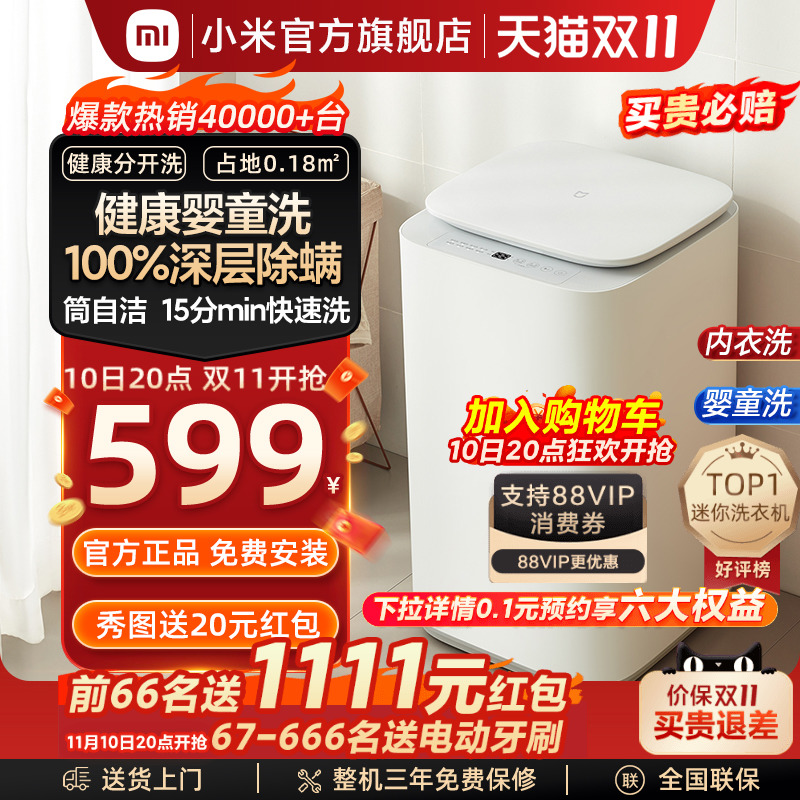 小米官方旗舰店
天猫双11
爆款热销40000+台
买贵必赔
健康分开洗
占地0.18㎡
健康婴童洗
100%深层除螨
筒自洁 15分min快速洗
10日20点 双11开抢
599¥
官方正品 免费安装
秀图送20元红包
内衣洗
婴童洗
加入购物车
10日20点狂欢开抢
支持88VIP
消费券
88VIP更优惠
TOP1
迷你洗衣机
好评榜
下拉详情0.1元预约享六大权益
前66名送1111元红包
11月10日20点开抢 67-666名送电动牙刷
价保双11
买贵退差
送货上门
整机三年免费保修
联 全国联保